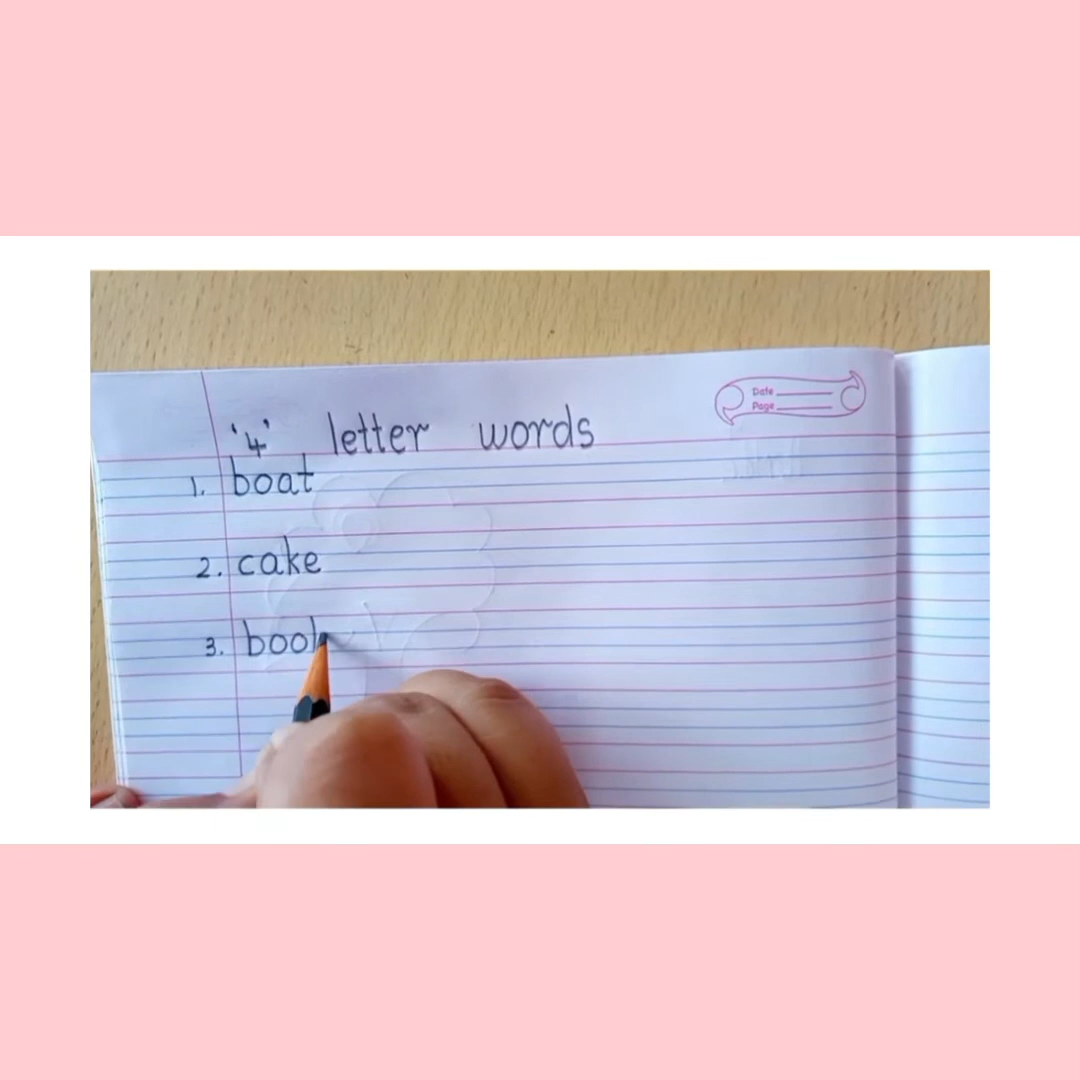 Date
Page
'4' letter words
1. boat
2. cake
3. boo